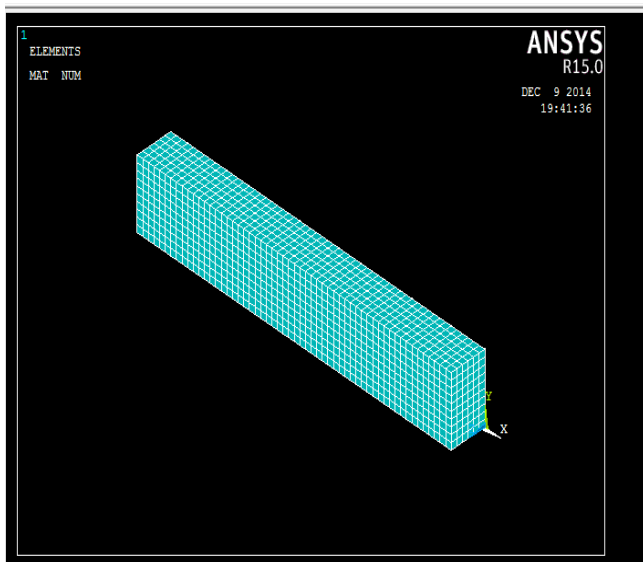 1
ELEMENTS
MAT NUM
ANSYS
R15.0
DEC 9 2014
19:41:36
Y
X